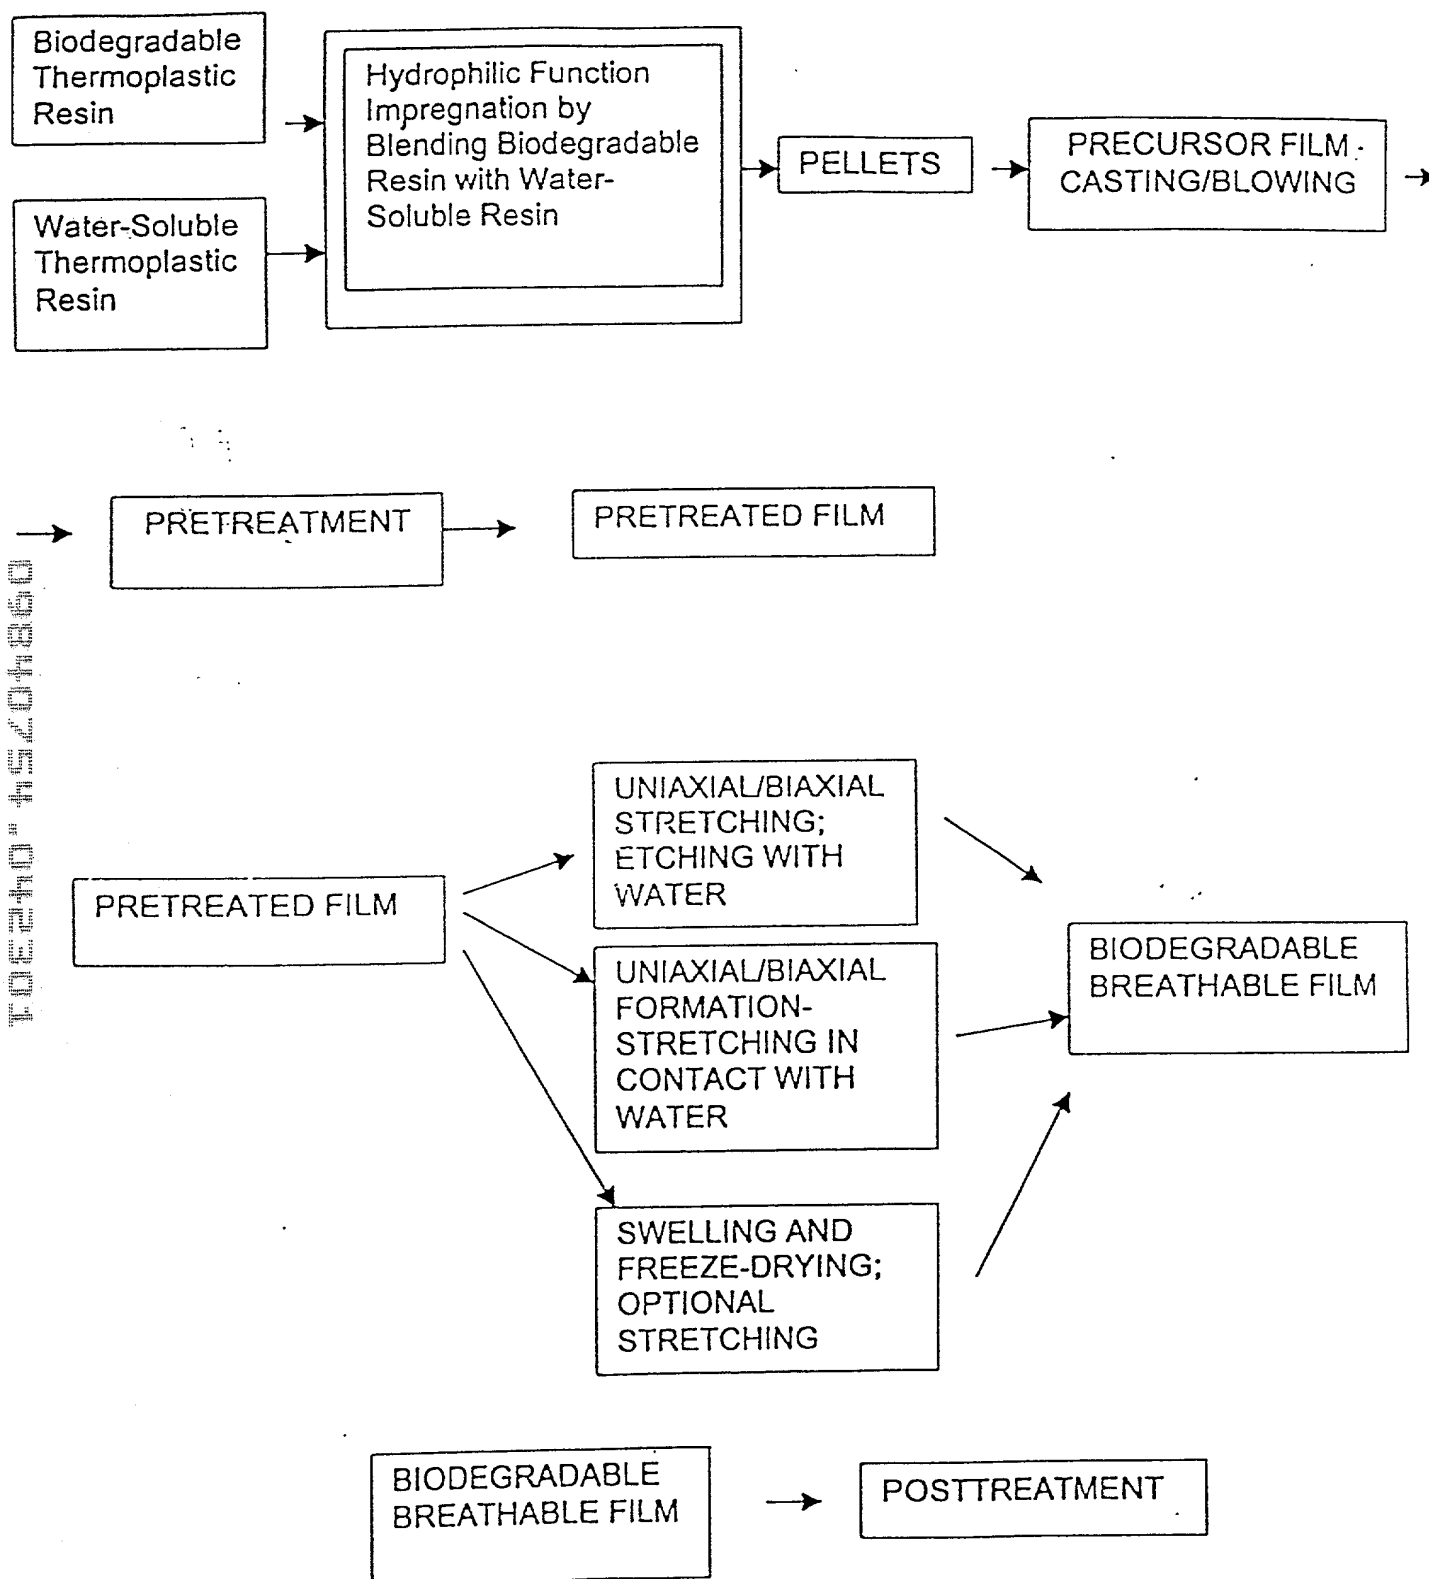 Biodegradable
Thermoplastic
Resin
Water-Soluble
Thermoplastic
Resin
Hydrophilic Function
Impregnation by
Blending Biodegradable
Resin with Water-
Soluble Resin
PELLETS
PRECURSOR FILM
CASTING/BLOWING
PRETREATMENT
PRETREATED FILM
PRETREATED FILM
UNIAXIAL/BIAXIAL
STRETCHING;
ETCHING WITH
WATER
UNIAXIAL/BIAXIAL
FORMATION-
STRETCHING IN
CONTACT WITH
WATER
SWELLING AND
FREEZE-DRYING;
OPTIONAL
STRETCHING
BIODEGRADABLE
BREATHABLE FILM
BIODEGRADABLE
BREATHABLE FILM
POSTTREATMENT
09840754.042301